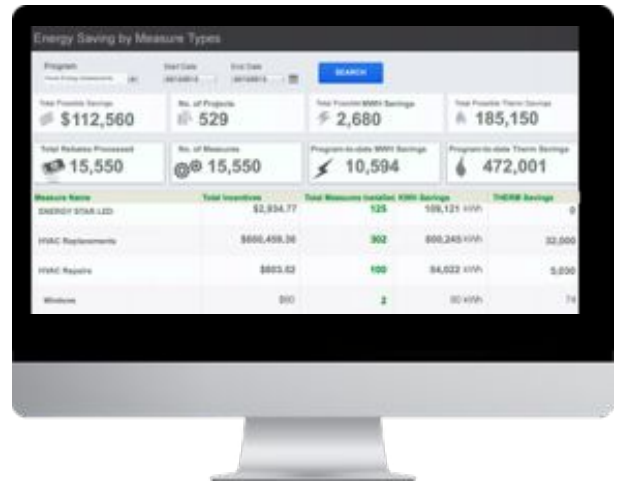 Energy Saving by Measure Types
Program Start Date End Date
SEARCH
Total Possible Savings No. of Projects Total Possible MWH Savings Total Possible Therm Savings
$112,560 529 2,680 185,150
Total Rebates Processed No. of Measures Program-to-date MWH Savings Program-to-date Therm Savings
15,550 15,550 10,594 472,001
Measure Name Total Incentives Total Measures Installed KWH Savings THERM Savings
ENERGY STAR LED $2,934.77 125 109,121 kWh 0
HVAC Replacements 302 kWh 32,000
HVAC Repairs 100 kWh
Windows 2 kWh 74